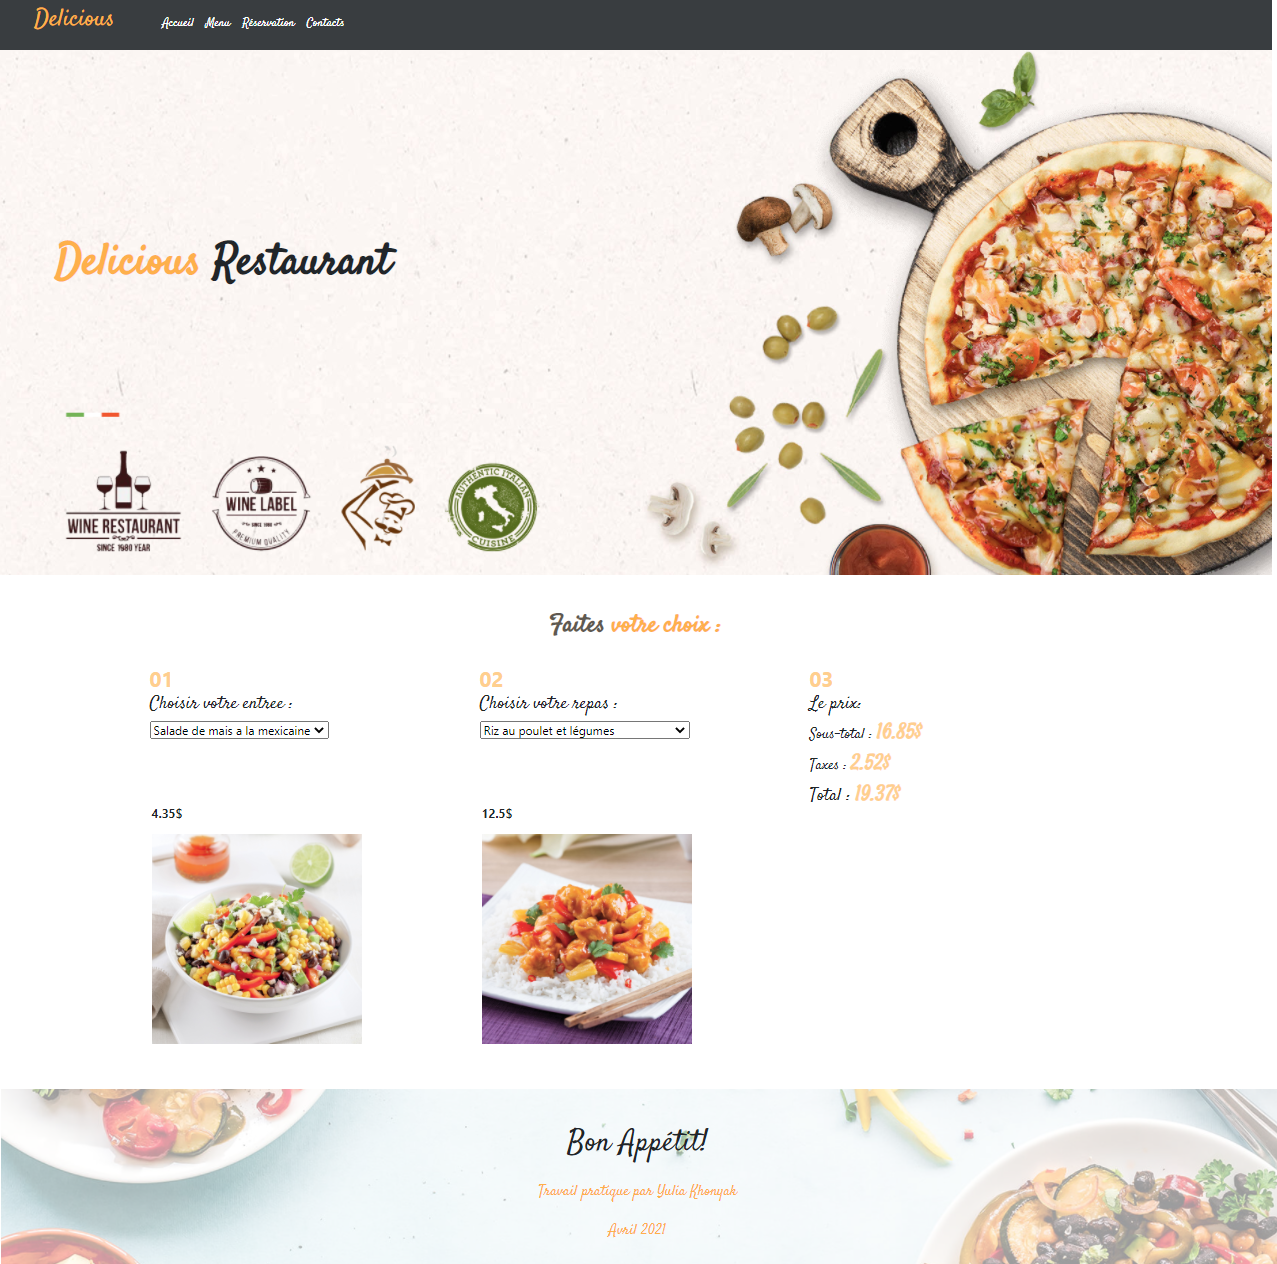 Delicious
Accueil Menu Réservation Contacts
Delicious Restaurant
WINE RESTAURANT
SINCE 1980 YEAR
WINE LABEL
SINCE 1980
PREMIUM QUALITY
AUTHENTIC ITALIAN
CUISINE
Faites votre choix :
01
Choisir votre entree :
Salade de mais a la mexicaine
4.35$
02
Choisir votre repas :
Riz au poulet et légumes
12.5$
03
Le prix:
Sous-total : 16.85$
Taxes : 2.52$
Total : 19.37$
Bon Appétit!
Travail pratique par Yulia Khonyak
Avril 2021